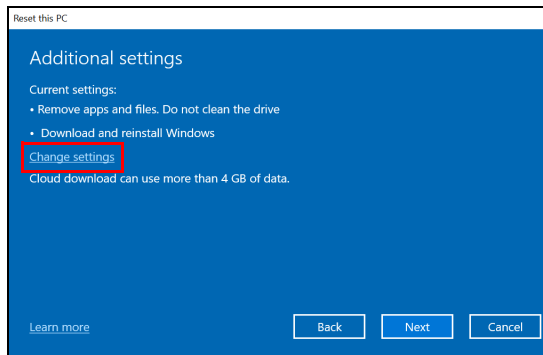 Reset this PC
Additional settings
Current settings:
• Remove apps and files. Do not clean the drive
• Download and reinstall Windows
Change settings
Cloud download can use more than 4 GB of data.
Learn more
Back
Next
Cancel